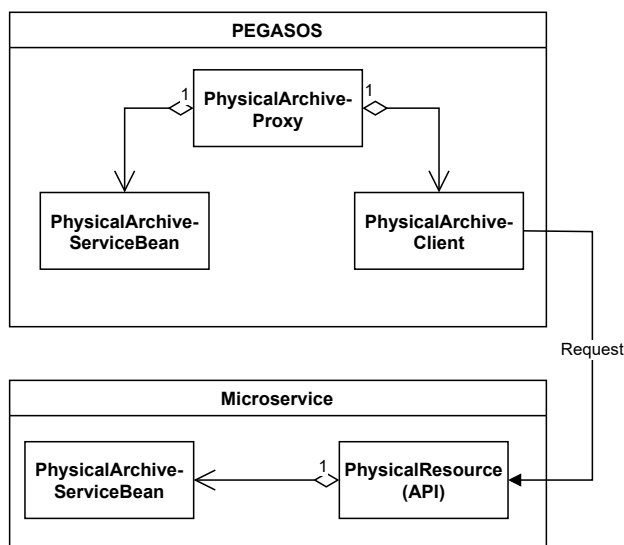 PEGASOS
PhysicalArchive-
Proxy
1
1
PhysicalArchive-
ServiceBean
PhysicalArchive-
Client
Request
Microservice
PhysicalArchive-
ServiceBean
1
PhysicalResource
(API)